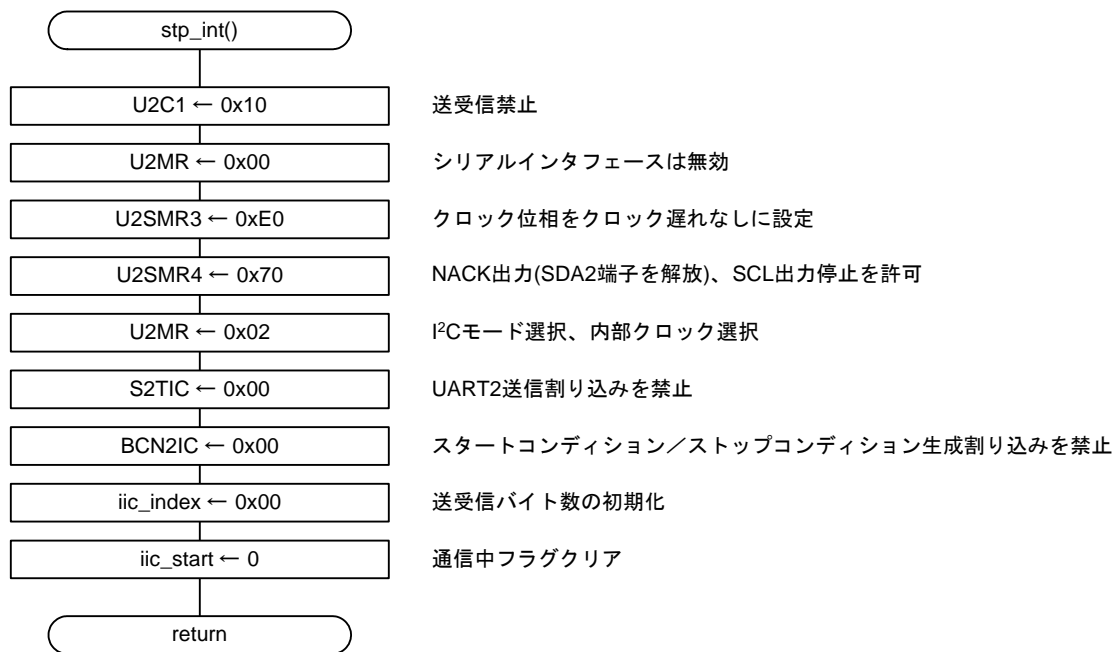 stp_int()
U2C1 ← 0x10 送受信禁止
U2MR ← 0x00 シリアルインタフェースは無効
U2SMR3 ← 0xE0 クロック位相をクロック遅れなしに設定
U2SMR4 ← 0x70 NACK出力(SDA2端子を解放)、SCL出力停止を許可
U2MR ← 0x02 I²Cモード選択、内部クロック選択
S2TIC ← 0x00 UART2送信割り込みを禁止
BCN2IC ← 0x00 スタートコンディション／ストップコンディション生成割り込みを禁止
iic_index ← 0x00 送受信バイト数の初期化
iic_start ← 0 通信中フラグクリア
return